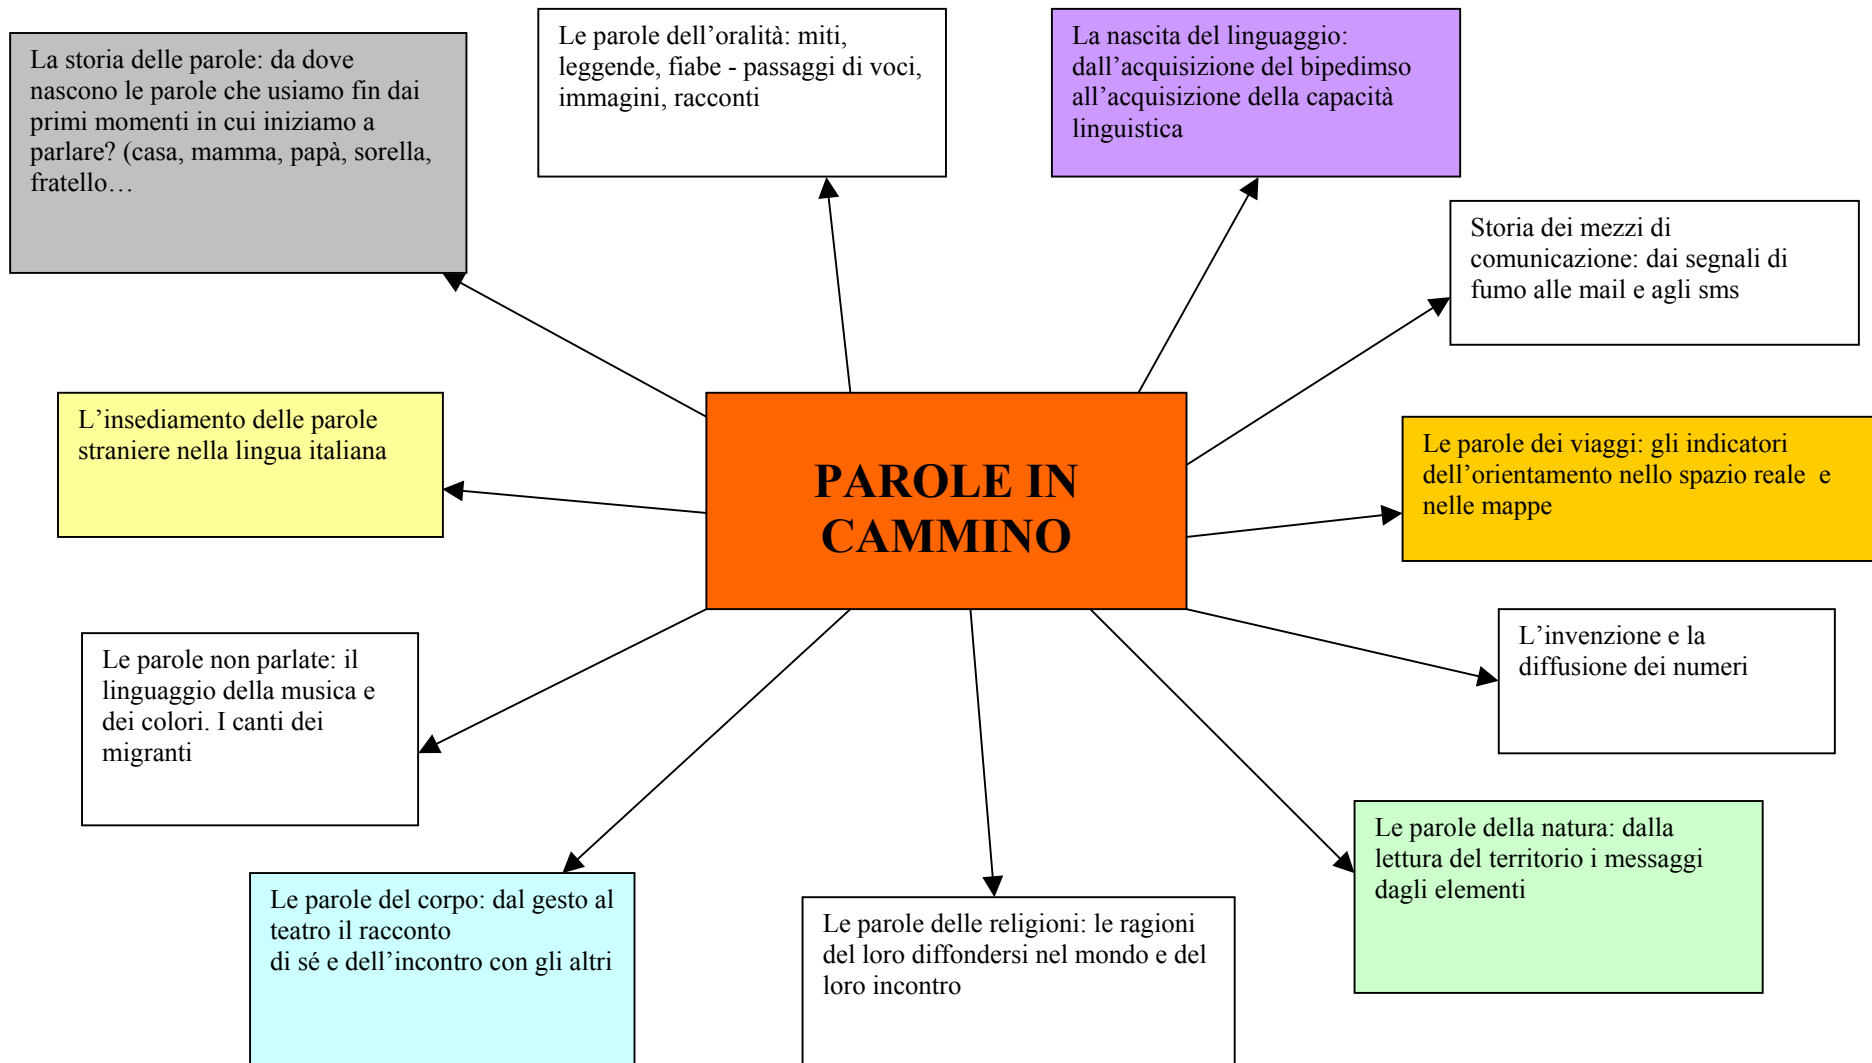 La storia delle parole: da dove
nascono le parole che usiamo fin dai
primi momenti in cui iniziamo a
parlare? (casa, mamma, papà, sorella,
fratello…
Le parole dell’oralità: miti,
leggende, fiabe - passaggi di voci,
immagini, racconti
La nascita del linguaggio:
dall’acquisizione del bipedimso
all’acquisizione della capacità
linguistica
Storia dei mezzi di
comunicazione: dai segnali di
fumo alle mail e agli sms
L’insediamento delle parole
straniere nella lingua italiana
PAROLE IN
CAMMINO
Le parole dei viaggi: gli indicatori
dell’orientamento nello spazio reale  e
nelle mappe
Le parole non parlate: il
linguaggio della musica e
dei colori. I canti dei
migranti
L’invenzione e la
diffusione dei numeri
Le parole del corpo: dal gesto al
teatro il racconto
di sé e dell’incontro con gli altri
Le parole delle religioni: le ragioni
del loro diffondersi nel mondo e del
loro incontro
Le parole della natura: dalla
lettura del territorio i messaggi
dagli elementi